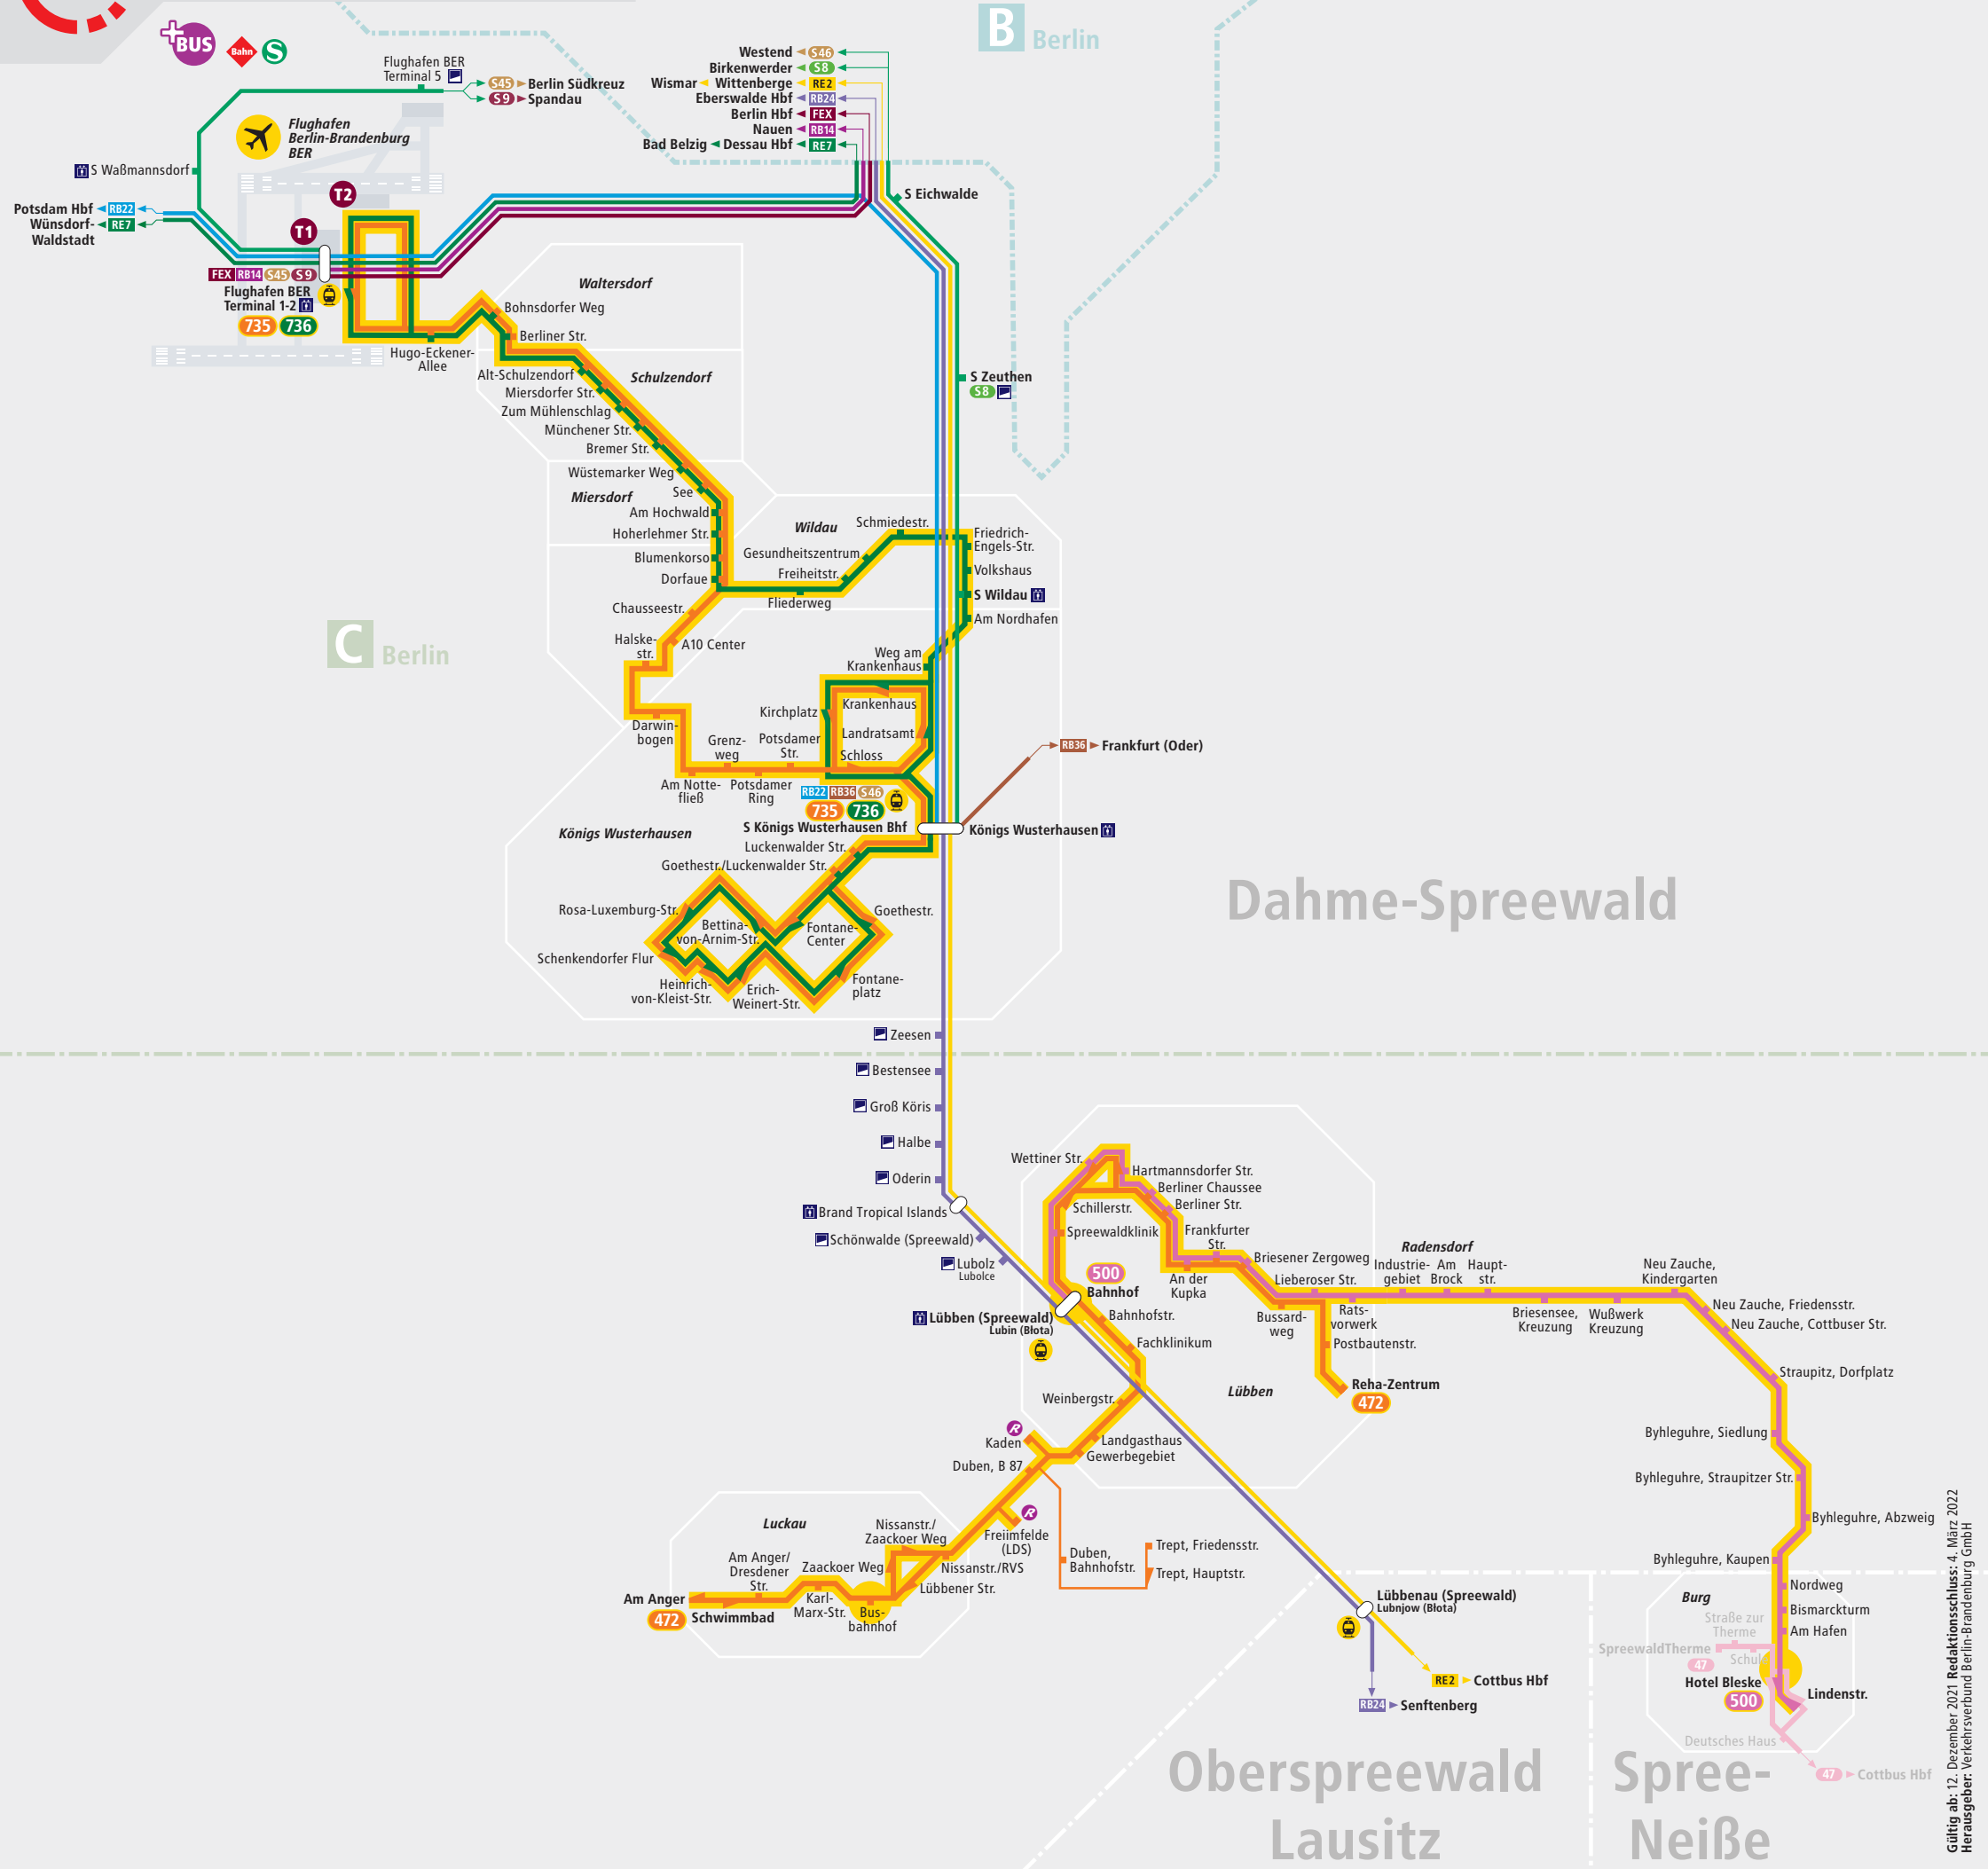 +BUS
Bahn
S
B Berlin
Flughafen BER
Terminal 5
S45 Berlin Südkreuz
S9 Spandau
Westend S46
Birkenwerder S8
Wismar Wittenberge RE2
Eberswalde Hbf RB24
Berlin Hbf FEX
Nauen RB14
Bad Belzig Dessau Hbf RE7
Flughafen
Berlin-Brandenburg
BER
S Waßmannsdorf
T2
T1
Potsdam Hbf RB22
Wünsdorf-
Waldstadt
RE7
FEX RB14 S45 S9
Flughafen BER
Terminal 1-2
735 736
S Eichwalde
Waltersdorf
Bohnsdorfer Weg
Berliner Str.
Hugo-Eckener-
Allee
Schulzendorf
Alt-Schulzendorf
Miersdorfer Str.
Zum Mühlenschlag
Münchener Str.
Bremer Str.
S Zeuthen
S8
Wüstemarker Weg
See
Miersdorf
Am Hochwald
Hoherlehmer Str.
Blumenkorso
Dorfaue
Wildau
Schmiedestr.
Gesundheitszentrum
Freiheitstr.
Fliederweg
Friedrich-
Engels-Str.
Volkshaus
S Wildau
Am Nordhafen
Chausseestr.
Halske-
str.
A10 Center
C Berlin
Weg am
Krankenhaus
Krankenhaus
Kirchplatz
Landratsamt
Schloss
Darwin-
bogen
Grenz-
weg
Potsdamer
Str.
Am Notte-
fließ
Potsdamer
Ring
RB22 RB36 S46
735 736
RB36 Frankfurt (Oder)
Königs Wusterhausen
S Königs Wusterhausen Bhf
Königs Wusterhausen
Luckenwalder Str.
Goethestr./Luckenwalder Str.
Rosa-Luxemburg-Str.
Bettina-
von-Arnim-Str.
Fontane-
Center
Goethestr.
Schenkendorfer Flur
Heinrich-
von-Kleist-Str.
Erich-
Weinert-Str.
Fontane-
platz
Dahme-Spreewald
Zeesen
Bestensee
Groß Köris
Halbe
Oderin
Brand Tropical Islands
Schönwalde (Spreewald)
Lubolz
Lubolce
Lübben (Spreewald)
Lubin (Błota)
Wettiner Str.
Hartmannsdorfer Str.
Berliner Chaussee
Berliner Str.
Schillerstr.
Spreewaldklinik
Frankfurter
Str.
500
Bahnhof
An der
Kupka
Briesener Zergoweg
Lieberoser Str.
Bussard-
weg
Rats-
vorwerk
Radensdorf
Industrie-
gebiet
Am
Brock
Haupt-
str.
Briesensee,
Kreuzung
Wußwerk
Kreuzung
Neu Zauche,
Kindergarten
Neu Zauche, Friedensstr.
Neu Zauche, Cottbuser Str.
Bahnhofstr.
Fachklinikum
Postbautenstr.
Reha-Zentrum
472
Lübben
Weinbergstr.
Landgasthaus
Gewerbegebiet
R
Kaden
Duben, B 87
R
Freiimfelde
(LDS)
Duben,
Bahnhofstr.
Trept, Friedensstr.
Trept, Hauptstr.
Luckau
Nissanstr./
Zaackoer Weg
Nissanstr./RVS
Lübbener Str.
Am Anger/
Dresdener
Str.
Zaackoer Weg
Am Anger
472 Schwimmbad
Karl-
Marx-Str.
Bus-
bahnhof
Straupitz, Dorfplatz
Byhleguhre, Siedlung
Byhleguhre, Straupitzer Str.
Byhleguhre, Abzweig
Byhleguhre, Kaupen
Nordweg
Bismarckturm
Am Hafen
Burg
Straße zur
Therme
SpreewaldTherme
47
Schule
Hotel Bleske
500
Lindenstr.
Deutsches Haus
47 Cottbus Hbf
Lübbenau (Spreewald)
Lubnjow (Błota)
RE2 Cottbus Hbf
RB24 Senftenberg
Oberspreewald
Lausitz
Spree-
Neiße
Gültig ab: 12. Dezember 2021 Redaktionsschluss: 4. März 2022
Herausgeber: Verkehrsverbund Berlin-Brandenburg GmbH